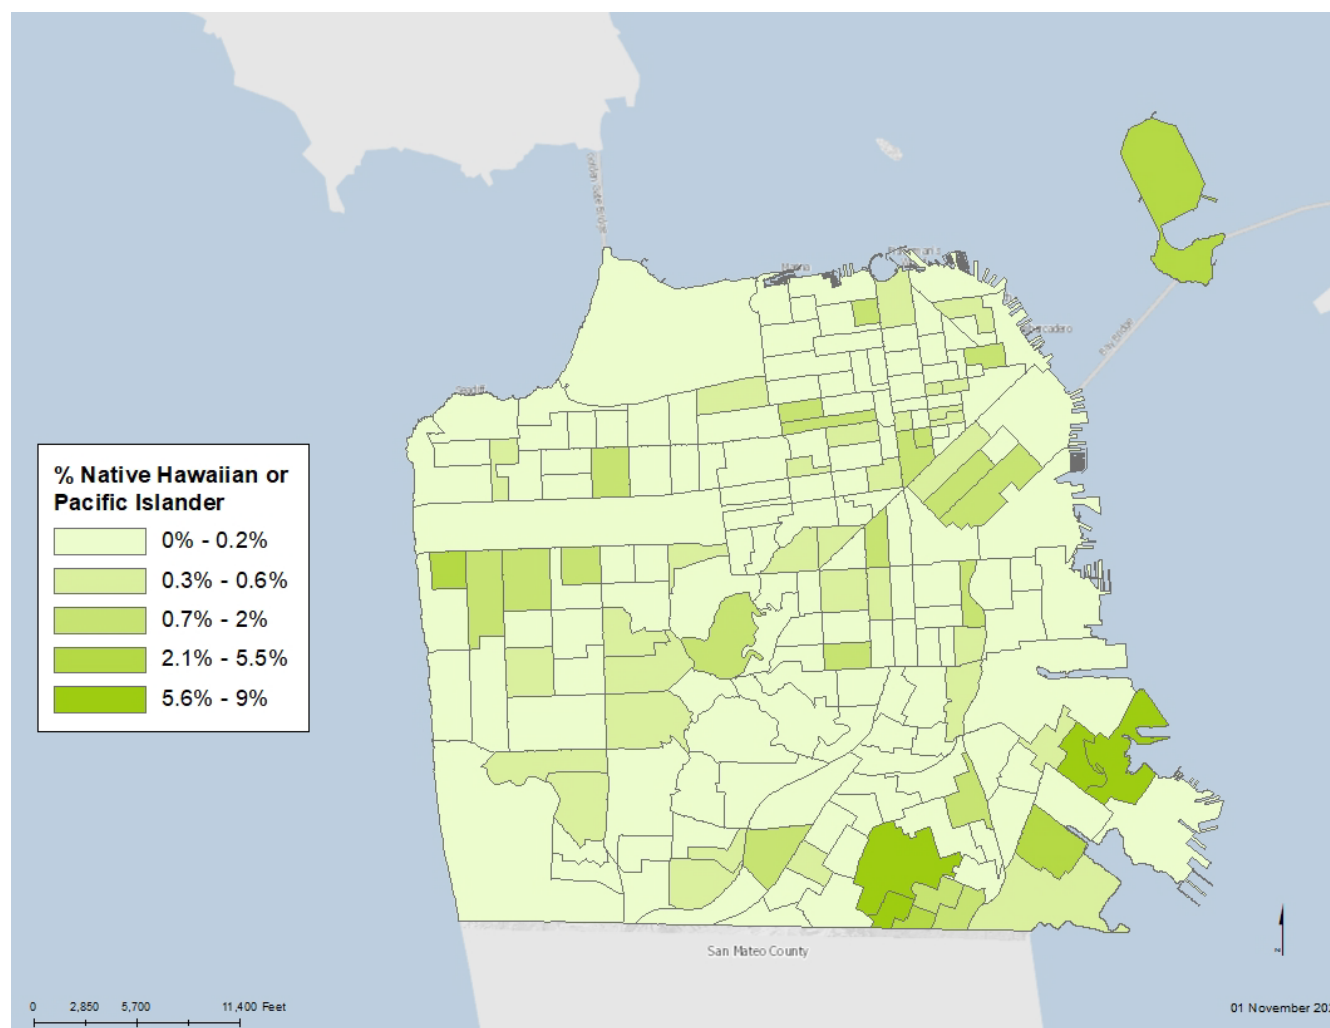 Golden Gate Bridge
Marina
Seacliff
Bay Bridge
% Native Hawaiian or
Pacific Islander
0% - 0.2%
0.3% - 0.6%
0.7% - 2%
2.1% - 5.5%
5.6% - 9%
San Mateo County
N
0 2,850 5,700 11,400 Feet
01 November